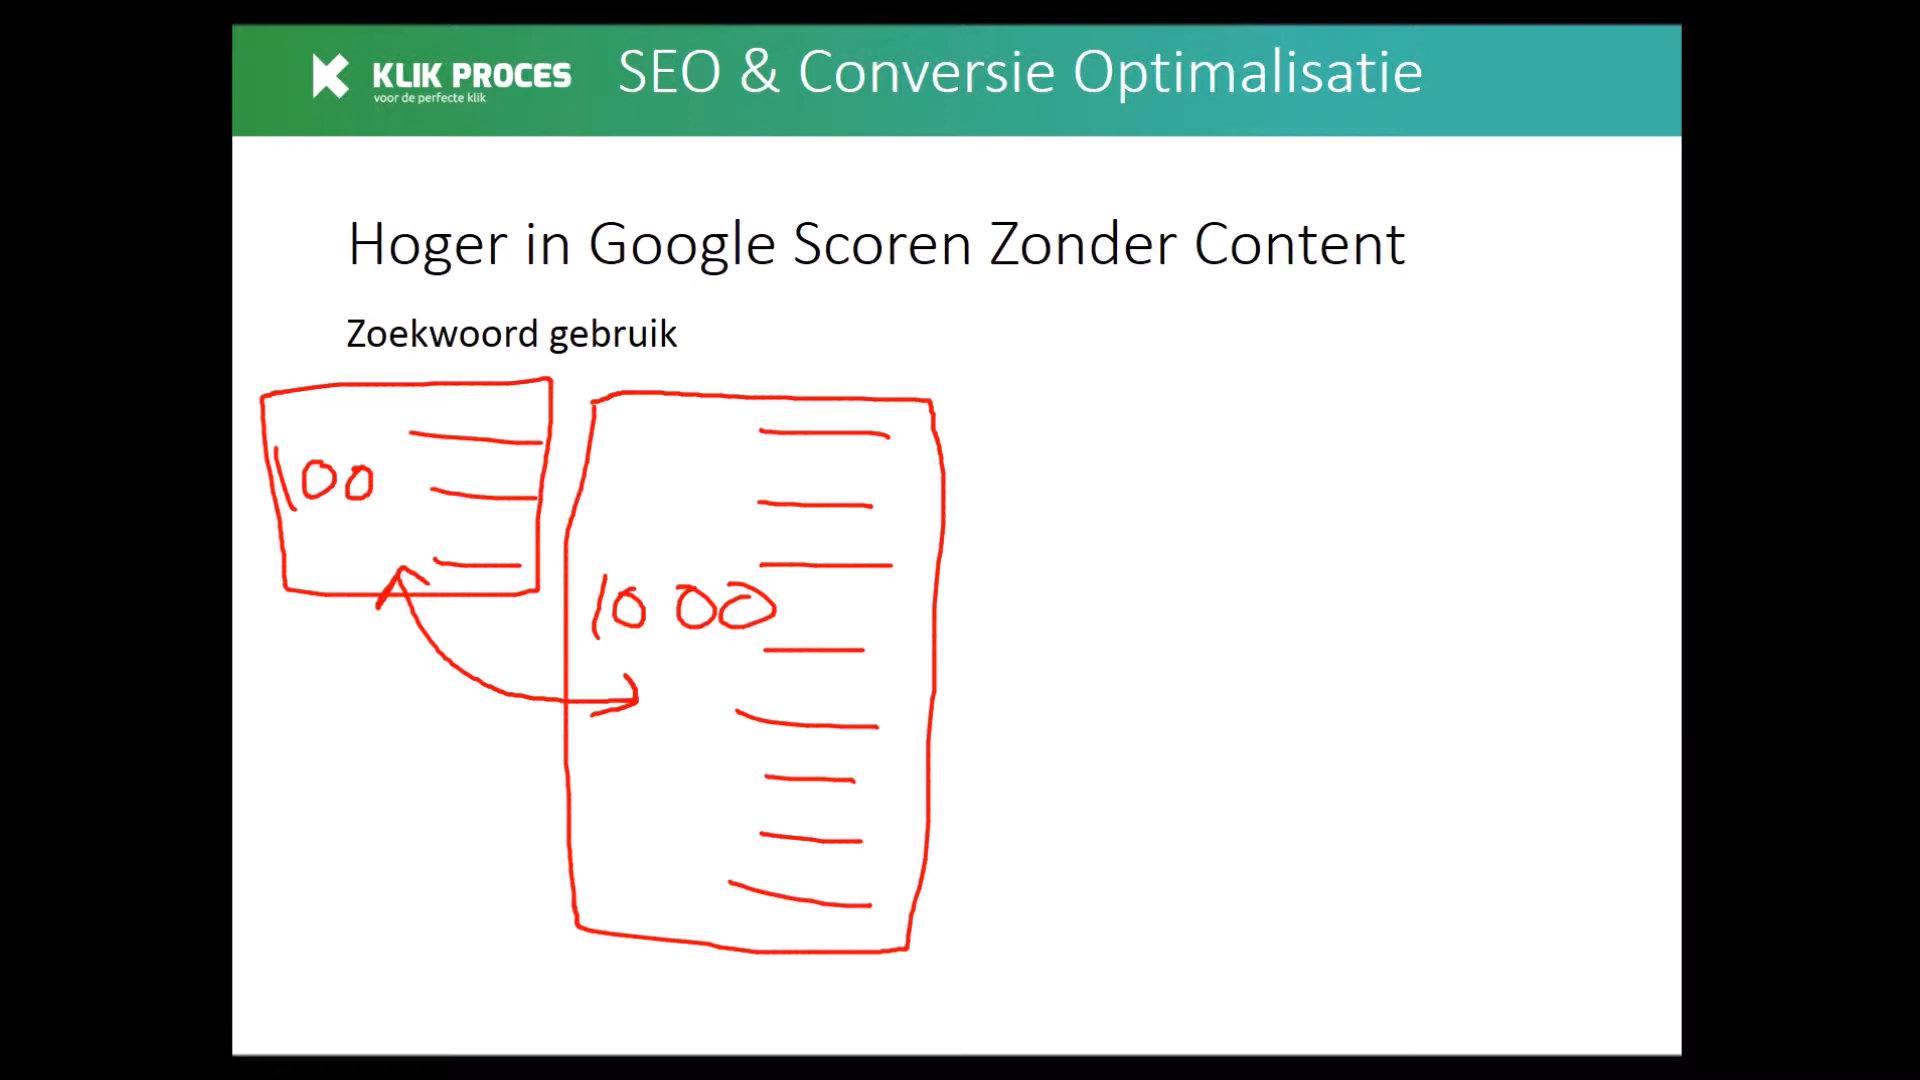 KLIK PROCES
voor de perfecte klik
SEO & Conversie Optimalisatie
Hoger in Google Scoren Zonder Content
Zoekwoord gebruik
100
1000